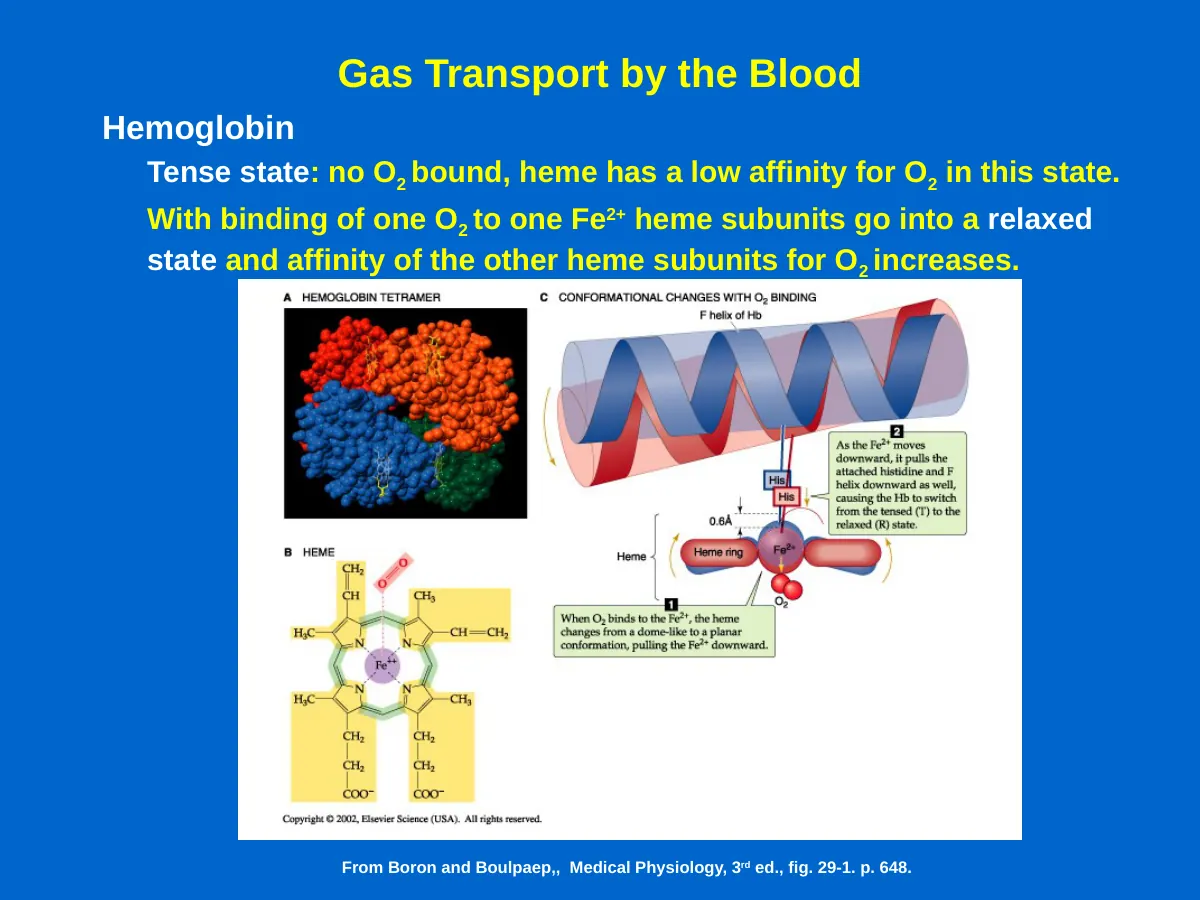 Gas Transport by the Blood
Hemoglobin
Tense state: no O₂ bound, heme has a low affinity for O₂ in this state.
With binding of one O₂ to one Fe²⁺ heme subunits go into a relaxed
state and affinity of the other heme subunits for O₂ increases.
A HEMOGLOBIN TETRAMER
C CONFORMATIONAL CHANGES WITH O₂ BINDING
F helix of Hb
2
As the Fe²⁺ moves
downward, it pulls the
attached histidine and F
helix downward as well,
causing the Hb to switch
from the tensed (T) to the
relaxed (R) state.
His
His
0.6Å
Heme
Heme ring
Fe²⁺
O₂
1
When O₂ binds to the Fe²⁺, the heme
changes from a dome-like to a planar
conformation, pulling the Fe²⁺ downward.
B HEME
CH₂
O
O
CH
CH₃
H₃C
CH
CH₂
N
N
Fe⁺⁺
N
N
H₃C
CH₃
CH₂
CH₂
CH₂
CH₂
COO⁻
COO⁻
Copyright © 2002, Elsevier Science (USA). All rights reserved.
From Boron and Boulpaep,, Medical Physiology, 3rd ed., fig. 29-1. p. 648.